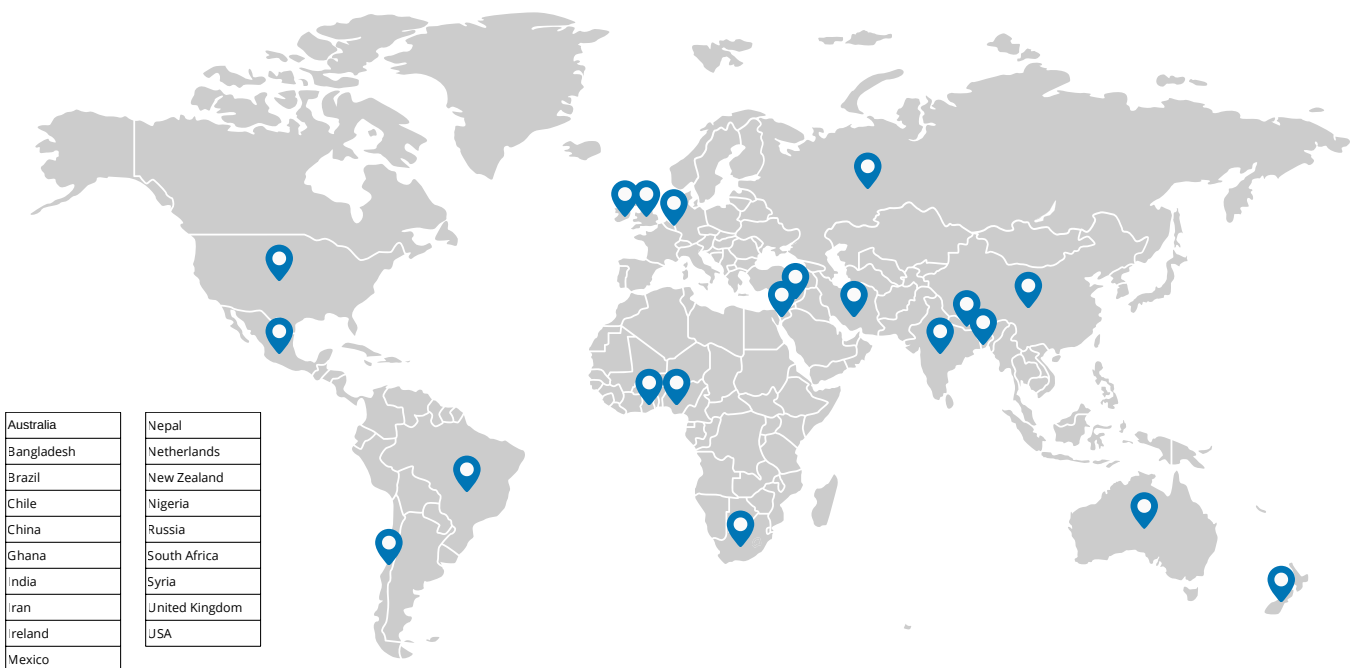 Australia
Bangladesh
Brazil
Chile
China
Ghana
India
Iran
Ireland
Mexico
Nepal
Netherlands
New Zealand
Nigeria
Russia
South Africa
Syria
United Kingdom
USA